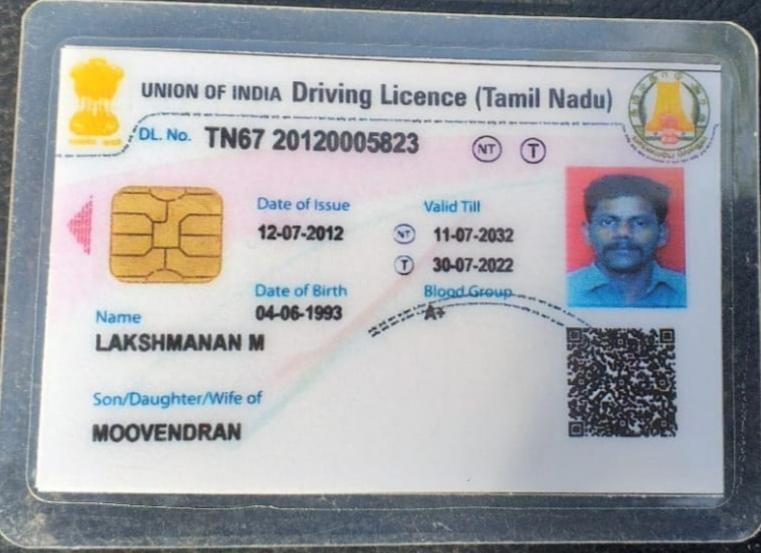 UNION OF INDIA Driving Licence (Tamil Nadu)
DL. No. TN67 20120005823 NT T
Date of Issue Valid Till
12-07-2012 NT 11-07-2032
T 30-07-2022
Date of Birth Blood Group
04-06-1993 A+
Name
LAKSHMANAN M
Son/Daughter/Wife of
MOOVENDRAN